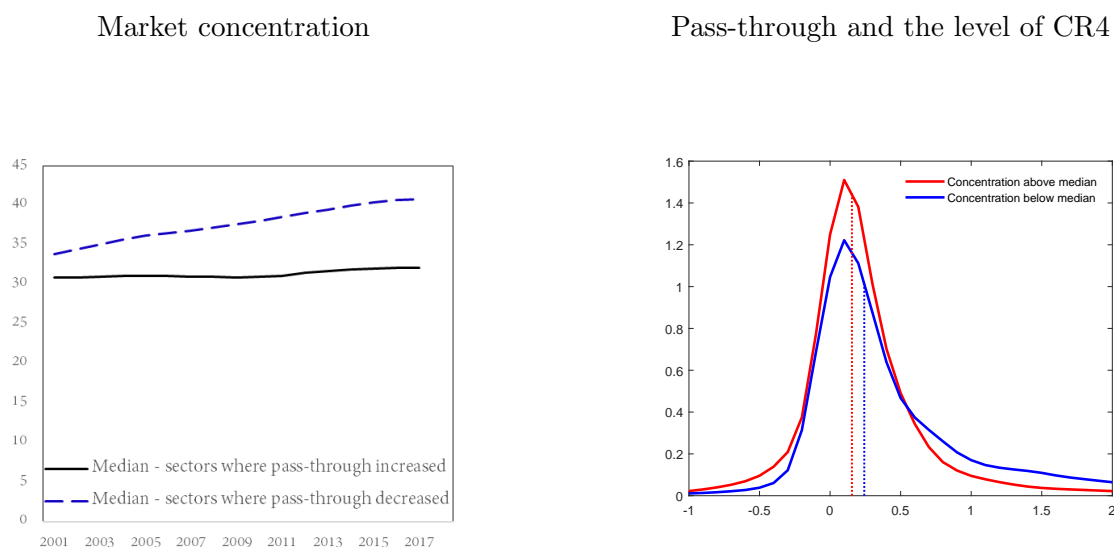 Market concentration
Pass-through and the level of CR4
45
40
35
30
25
20
15
10
5
0
2001 2003 2005 2007 2009 2011 2013 2015 2017
Median - sectors where pass-through increased
Median - sectors where pass-through decreased
1.6
1.4
1.2
1
0.8
0.6
0.4
0.2
0
-1 -0.5 0 0.5 1 1.5 2
Concentration above median
Concentration below median